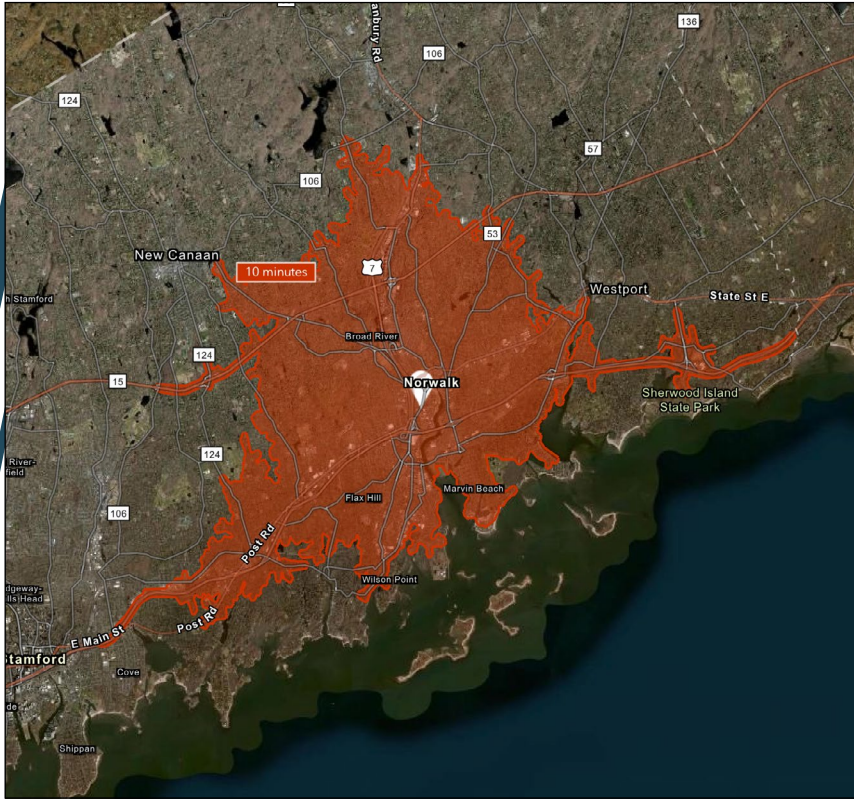 136
anbury Rd
106
124
57
106
53
New Canaan
10 minutes
7
Westport
h Stamford
State St E
Broad River
124
15
Norwalk
Sherwood Island
State Park
124
River-
field
Marvin Beach
Flax Hill
106
Post Rd
Wilson Point
dgeway-
lls Head
Post Rd
E Main St
Stamford
Cove
de
Shippan